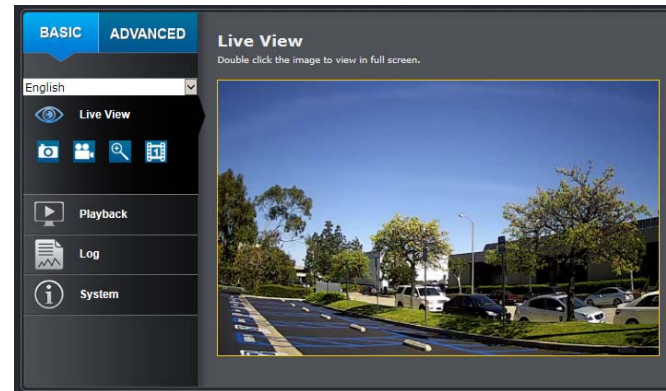 BASIC
ADVANCED
English
Live View
Playback
Log
System
Live View
Double click the image to view in full screen.